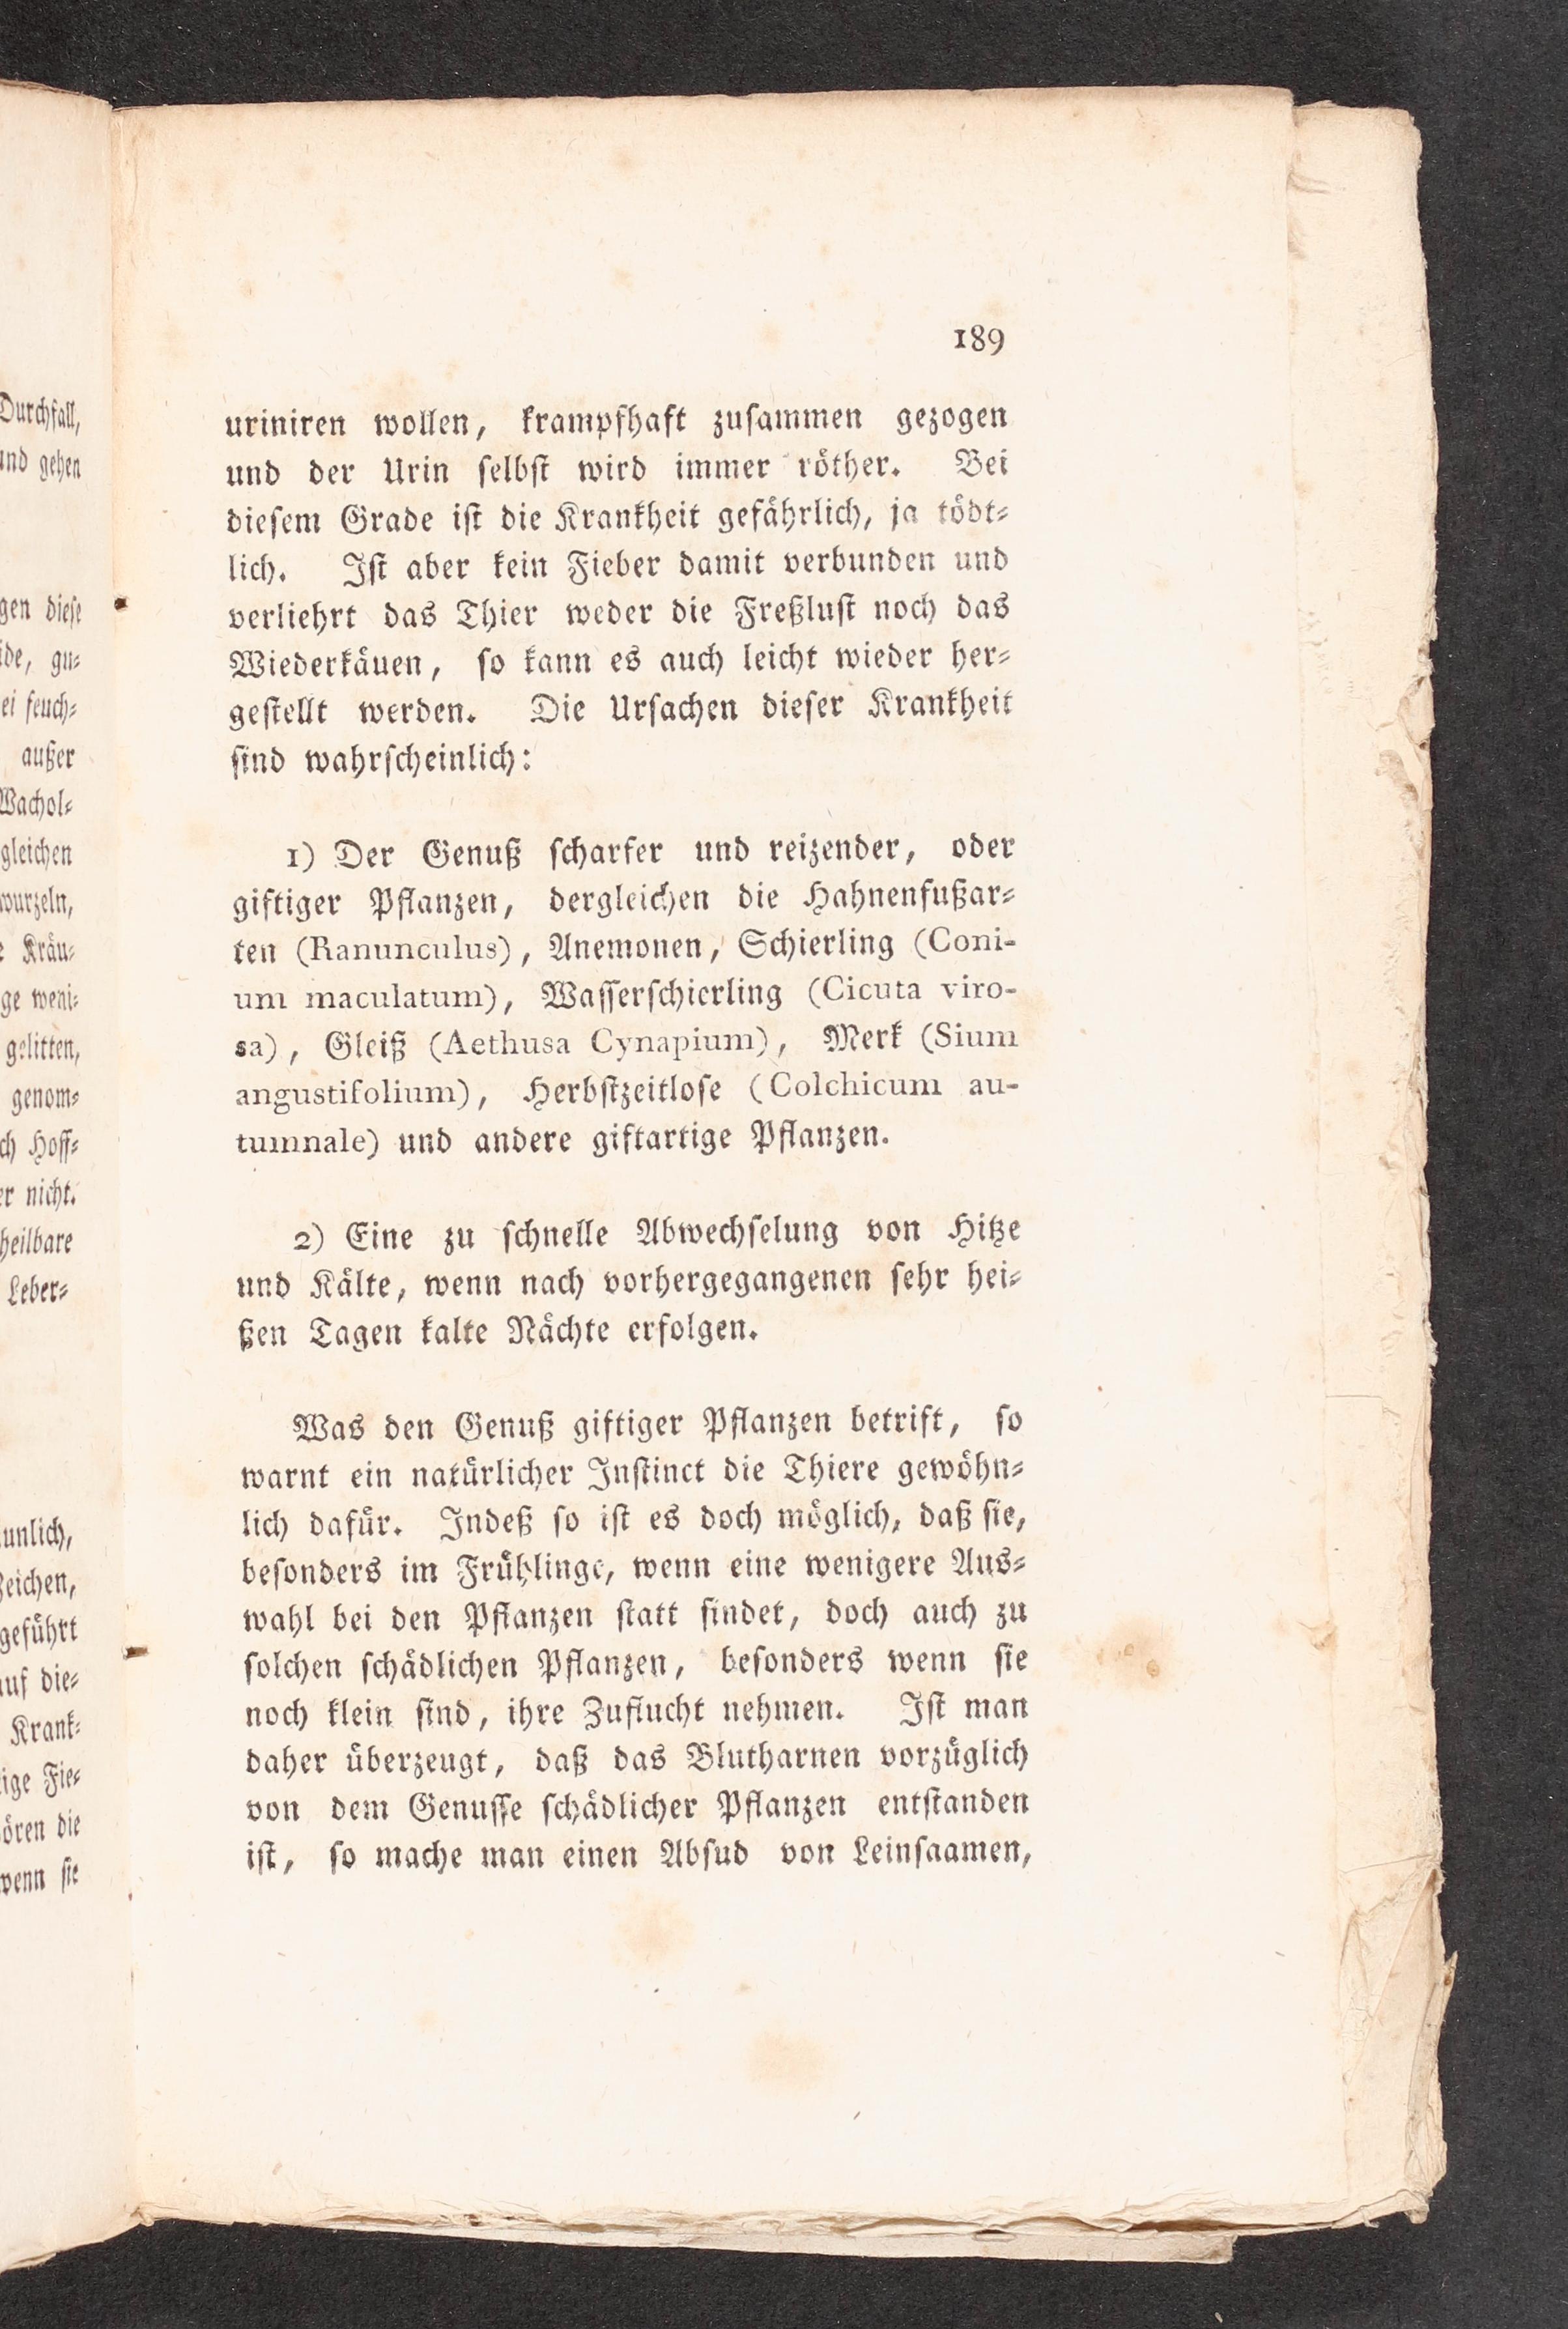 189
uriniren wollen, krampfhaft zuſammen gezogen
und der Urin ſelbſt wird immer röther. Bei
dieſem Grade iſt die Krankheit gefährlich, ja tödt⸗
lich. Iſt aber kein Fieber damit verbunden und
verliehrt das Thier weder die Freßluſt noch das
Wiederkäuen, ſo kann es auch leicht wieder her⸗
geſtellt werden. Die Urſachen dieſer Krankheit
ſind wahrſcheinlich:
1) Der Genuß ſcharfer und reizender, oder
giftiger Pflanzen, dergleichen die Hahnenfußar⸗
ten (Ranunculus), Anemonen, Schierling (Coni-
um maculatum), Waſſerſchierling (Cicuta viro-
sa), Gleiß (Aethusa Cynapium), Merk (Sium
angustifolium), Herbſtzeitloſe (Colchicum au-
tumnale) und andere giftartige Pflanzen.
2) Eine zu ſchnelle Abwechſelung von Hitze
und Kälte, wenn nach vorhergegangenen ſehr hei⸗
ßen Tagen kalte Nächte erfolgen.
Was den Genuß giftiger Pflanzen betrift, ſo
warnt ein natürlicher Inſtinct die Thiere gewöhn⸗
lich dafür. Indeß ſo iſt es doch möglich, daß ſie,
beſonders im Frühlinge, wenn eine wenigere Aus⸗
wahl bei den Pflanzen ſtatt findet, doch auch zu
ſolchen ſchädlichen Pflanzen, beſonders wenn ſie
noch klein ſind, ihre Zuflucht nehmen. Iſt man
daher überzeugt, daß das Blutharnen vorzüglich
von dem Genuſſe ſchädlicher Pflanzen entſtanden
iſt, ſo mache man einen Abſud von Leinſaamen,